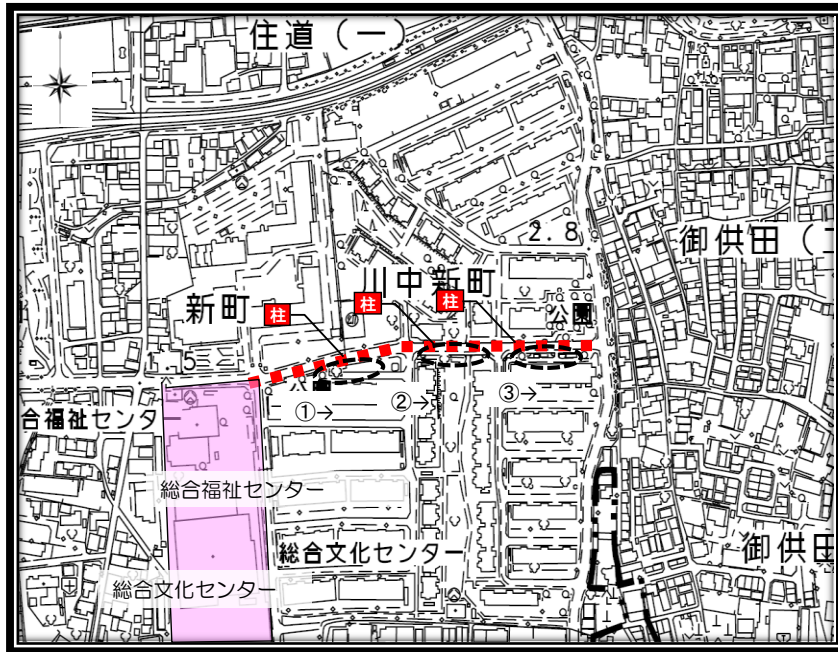 住道（一）
御供田（二
2.8
川中新町
新町
柱
柱
柱
公園
1.5
公園
合福祉センタ
①→
②→
③→
総合福祉センター
総合文化センター
総合文化センター
御供田